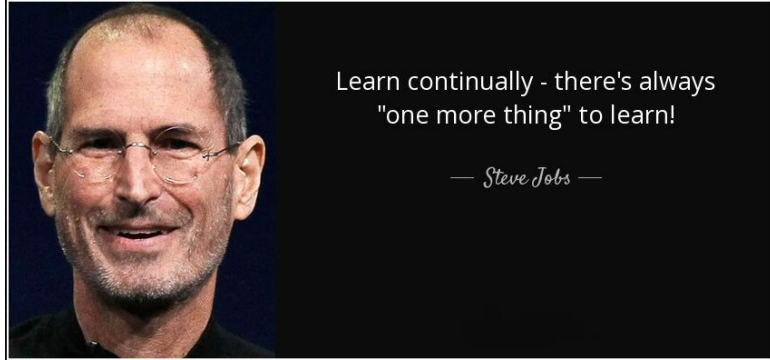 Learn continually - there's always
"one more thing" to learn!
Steve Jobs